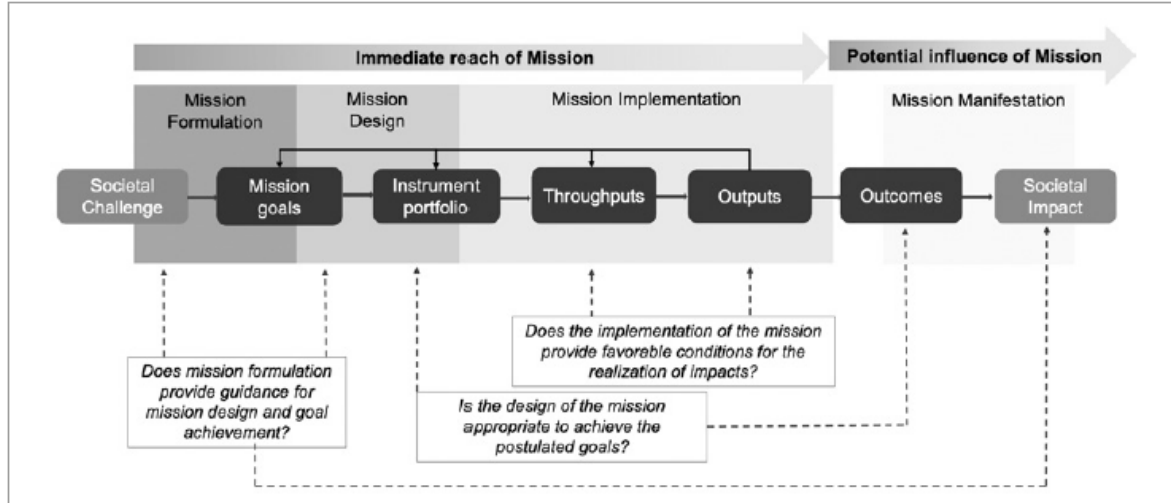 Immediate reach of Mission
Potential influence of Mission
Mission
Formulation
Mission
Design
Mission Implementation
Mission Manifestation
Societal
Challenge
Mission
goals
Instrument
portfolio
Throughputs
Outputs
Outcomes
Societal
Impact
Does the implementation of the mission
provide favorable conditions for the
realization of impacts?
Does mission formulation
provide guidance for
mission design and goal
achievement?
Is the design of the mission
appropriate to achieve the
postulated goals?